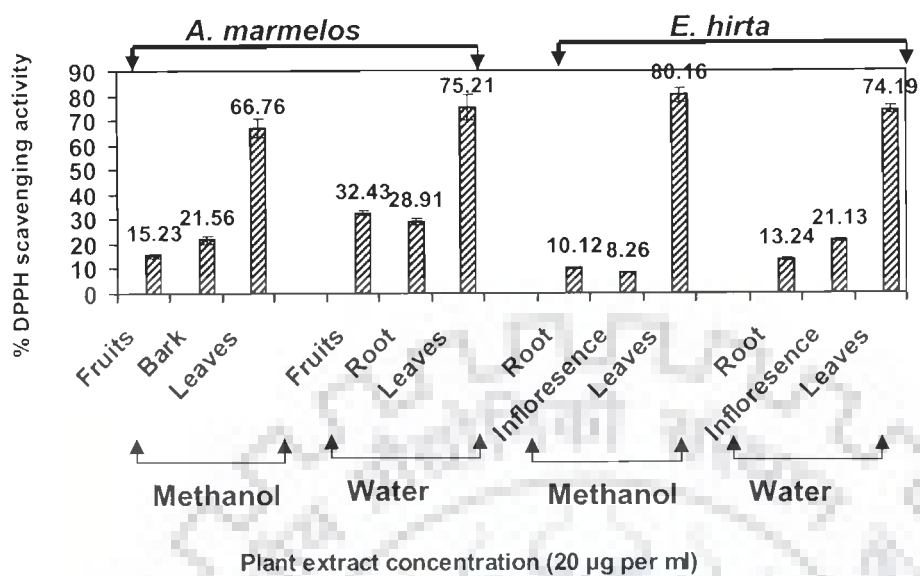 A. marmelos E. hirta
% DPPH scavenging activity
90
80
70
60
50
40
30
20
10
0
15.23 21.56 66.76 32.43 28.91 75.21 10.12 8.26 80.16 13.24 21.13 74.19
Fruits Bark Leaves Fruits Root Leaves Root Infloresence Leaves Root Infloresence Leaves
Methanol Water Methanol Water
Plant extract concentration (20 µg per ml)